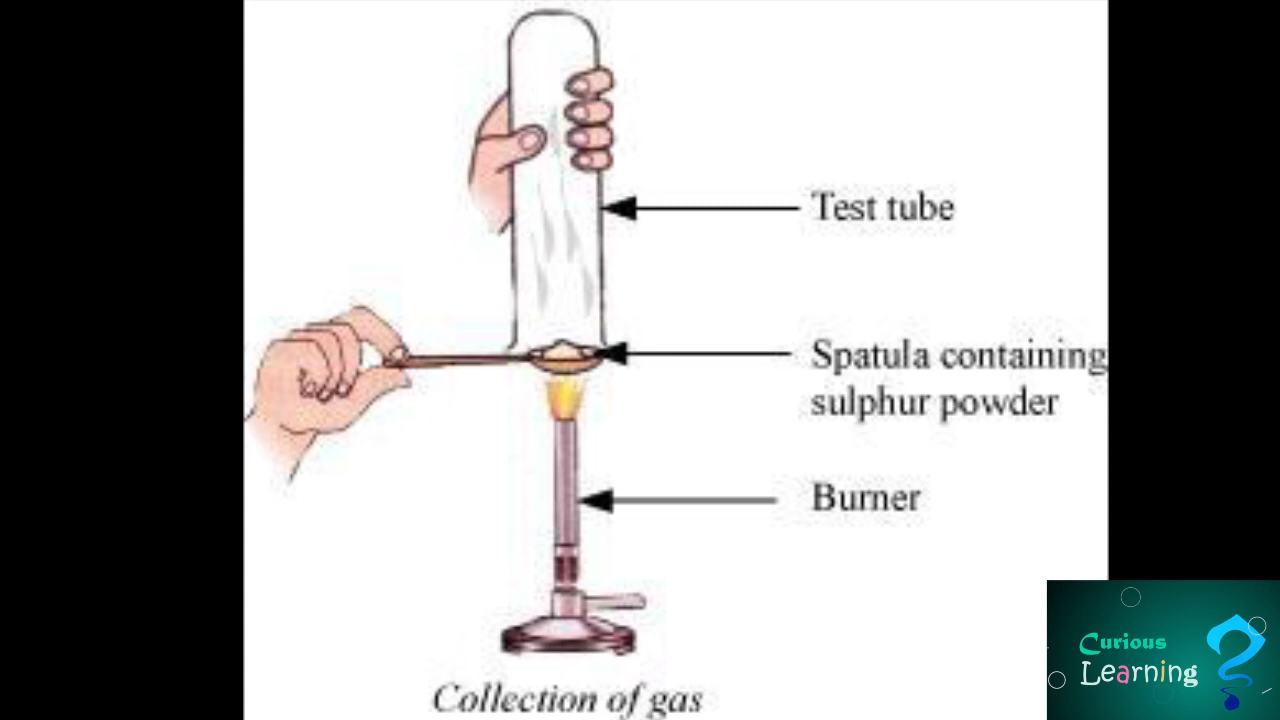 Test tube
Spatula containing
sulphur powder
Burner
Collection of gas
Curious
Learning